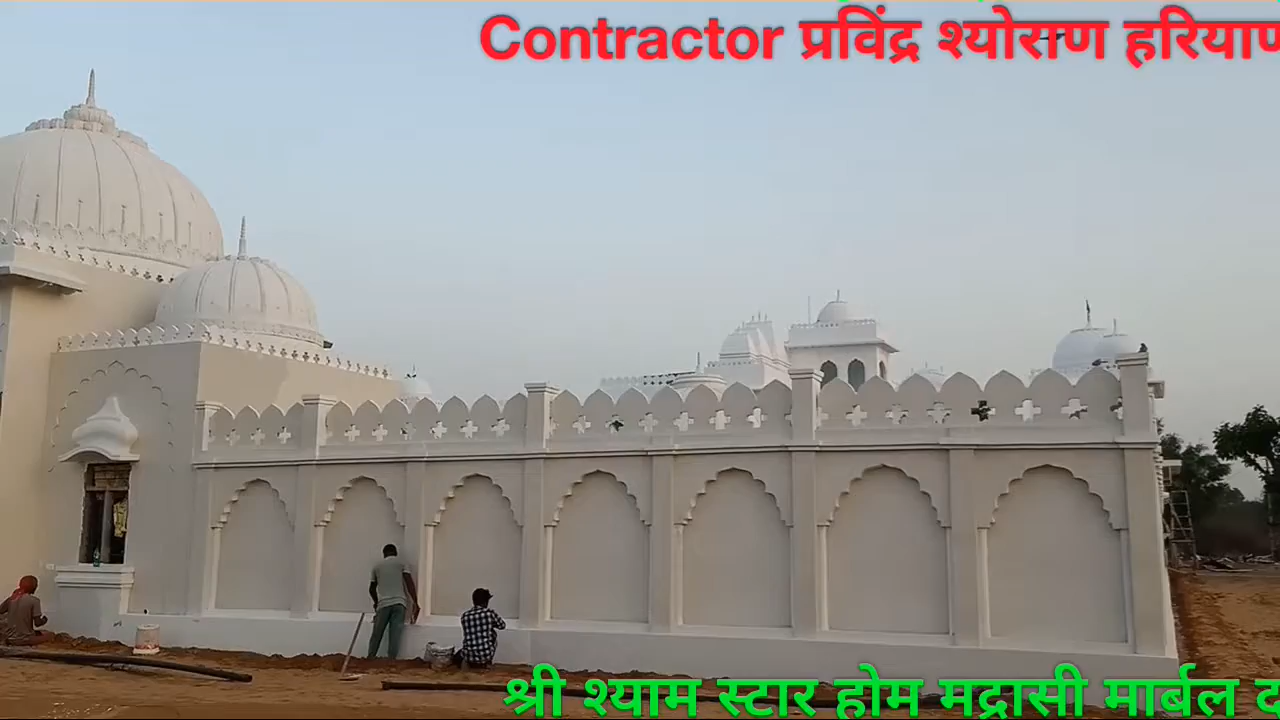 Contractor प्रविंद्र श्योराण
श्री श्याम स्टार होम मद्रासी मार्बल